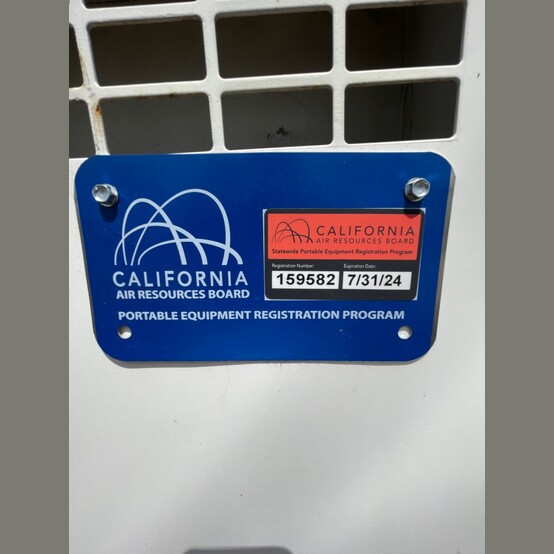 CALIFORNIA
AIR RESOURCES BOARD
PORTABLE EQUIPMENT REGISTRATION PROGRAM
CALIFORNIA
AIR RESOURCES BOARD
Statewide Portable Equipment Registration Program
Registration Number: Expiration Date:
159582 7/31/24